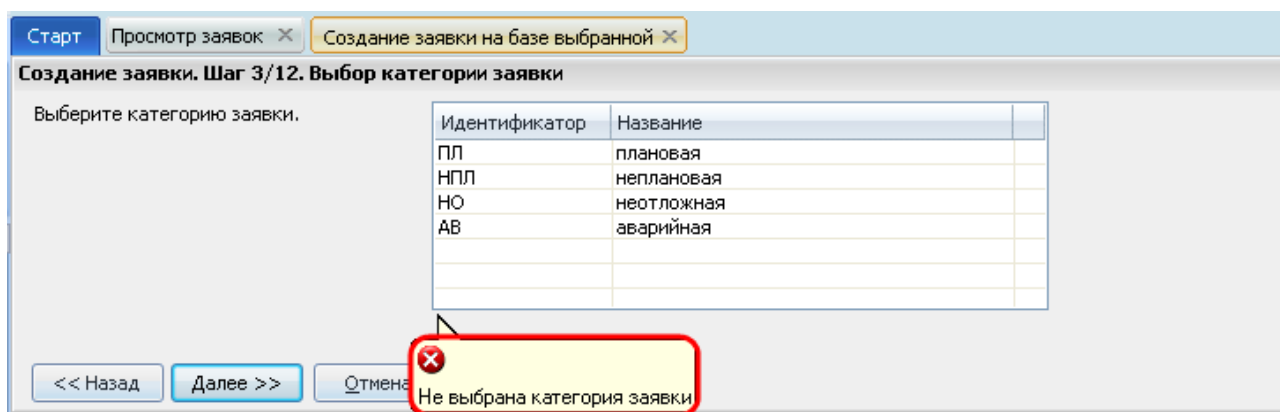 Старт
Просмотр заявок
Создание заявки на базе выбранной
Создание заявки. Шаг 3/12. Выбор категории заявки
Выберите категорию заявки.
Идентификатор Название
ПЛ плановая
НПЛ неплановая
НО неотложная
АВ аварийная
<< Назад
Далее >>
Отмена
Не выбрана категория заявки